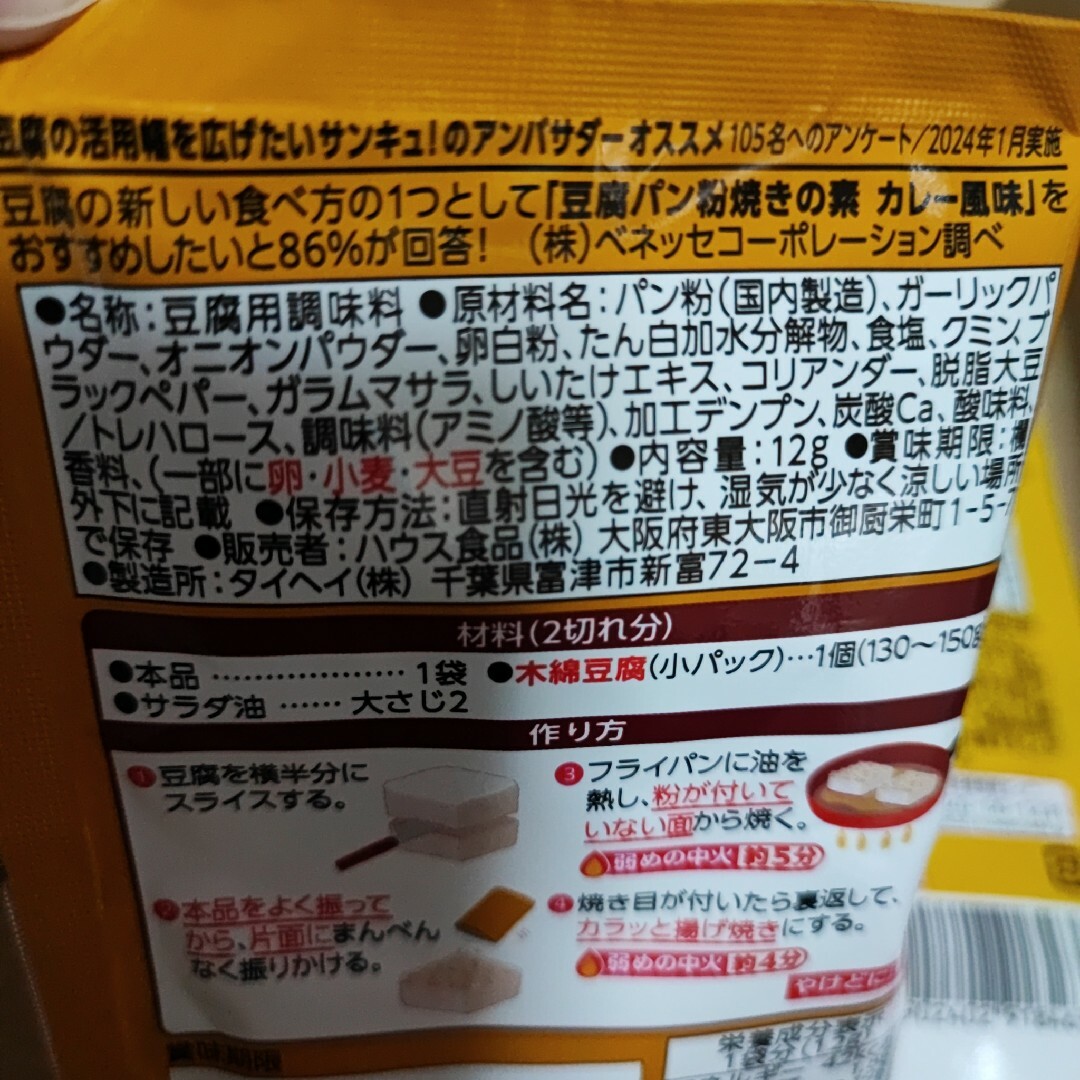 豆腐の活用幅を広げたいサンキュ!のアンバサダーオススメ 105名へのアンケート/2024年1月実施
豆腐の新しい食べ方の1つとして「豆腐パン粉焼きの素 カレー風味」を
おすすめしたいと86%が回答! (株)ベネッセコーポレーション調べ
●名称:豆腐用調味料 ●原材料名:パン粉(国内製造)、ガーリックパ
ウダー、オニオンパウダー、卵白粉、たん白加水分解物、食塩、クミン、ブ
ラックペパー、ガラムマサラ、しいたけエキス、コリアンダー、脱脂大豆
/トレハロース、調味料(アミノ酸等)、加工デンプン、炭酸Ca、酸味料、
香料、(一部に卵・小麦・大豆を含む) ●内容量:12g ●賞味期限:欄
外下に記載 ●保存方法:直射日光を避け、湿気が少なく涼しい場所
で保存 ●販売者:ハウス食品(株) 大阪府東大阪市御厨栄町1-5-7
●製造所:タイヘイ(株) 千葉県富津市新富72-4
材料(2切れ分)
●本品 ……………… 1袋 ●木綿豆腐(小パック)…1個(130〜150g
●サラダ油 …… 大さじ2
作り方
1 豆腐を横半分に
スライスする。
2 本品をよく振って
から、片面にまんべん
なく振りかける。
3 フライパンに油を
熱し、粉が付いて
いない面から焼く。
弱めの中火 約5分
4 焼き目が付いたら裏返して、
カラッと揚げ焼きにする。
弱めの中火 約4分
やけどに
賞味期限
栄養成分表示
1袋分